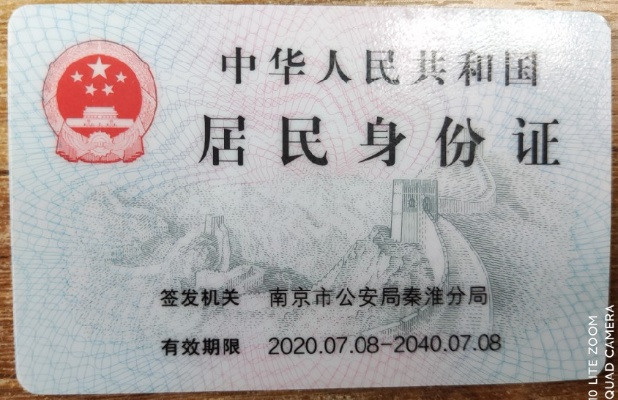 中华人民共和国
居民身份证
签发机关 南京市公安局秦淮分局
有效期限 2020.07.08-2040.07.08
10 LITE ZOOM
QUAD CAMERA